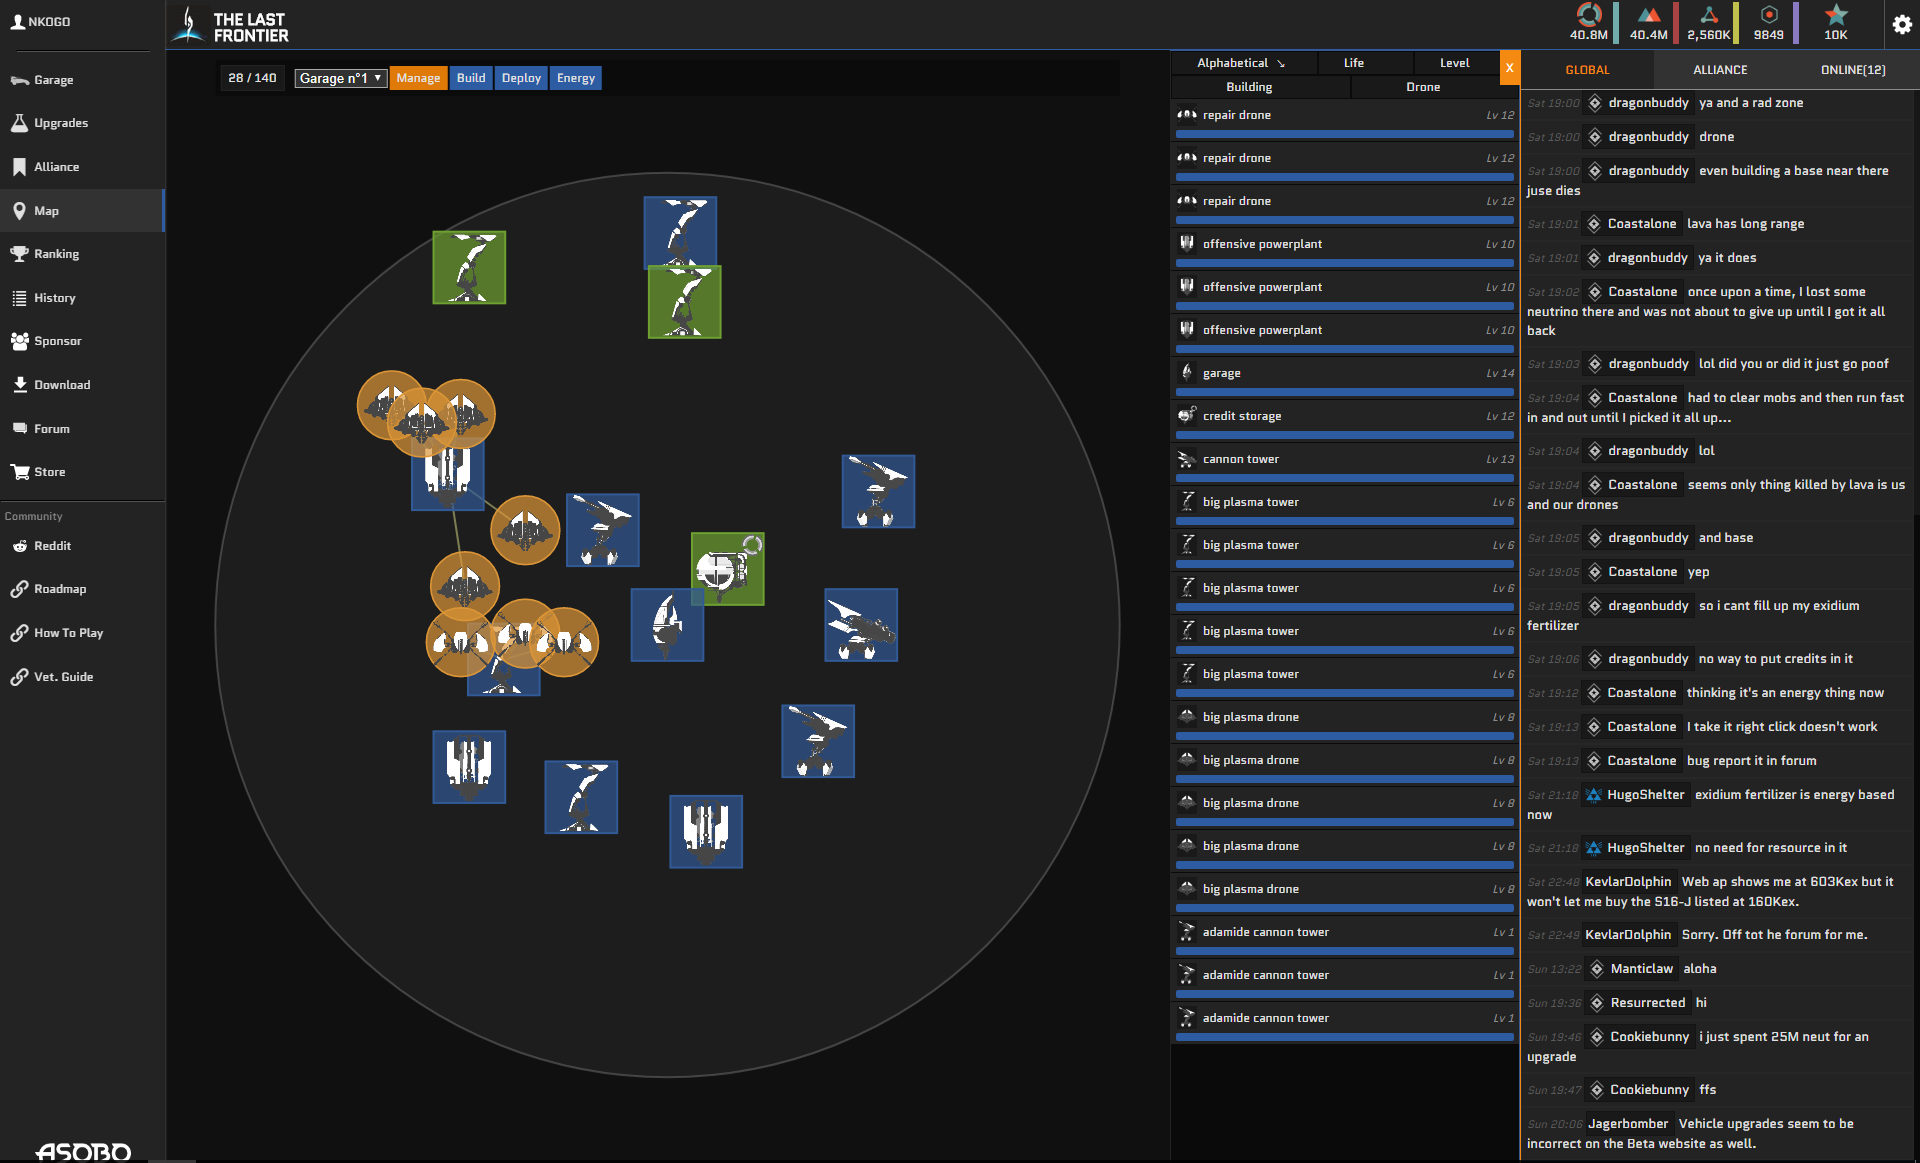 NKOGO
THE LAST
FRONTIER
40.8M
40.4M
2,560K
9849
10K
Garage
Upgrades
Alliance
Map
Ranking
History
Sponsor
Download
Forum
Store
Community
Reddit
Roadmap
How To Play
Vet. Guide
ASOBO
28 / 140
Garage n°1
Manage
Build
Deploy
Energy
Alphabetical
Life
Level
X
Building
Drone
repair drone Lv 12
repair drone Lv 12
repair drone Lv 12
offensive powerplant Lv 10
offensive powerplant Lv 10
offensive powerplant Lv 10
garage Lv 14
credit storage Lv 12
cannon tower Lv 13
big plasma tower Lv 6
big plasma tower Lv 6
big plasma tower Lv 6
big plasma tower Lv 6
big plasma tower Lv 6
big plasma drone Lv 8
big plasma drone Lv 8
big plasma drone Lv 8
big plasma drone Lv 8
big plasma drone Lv 8
adamide cannon tower Lv 1
adamide cannon tower Lv 1
adamide cannon tower Lv 1
GLOBAL
ALLIANCE
ONLINE(12)
Sat 19:00 dragonbuddy ya and a rad zone
Sat 19:00 dragonbuddy drone
Sat 19:00 dragonbuddy even building a base near there
juse dies
Sat 19:01 Coastalone lava has long range
Sat 19:01 dragonbuddy ya it does
Sat 19:02 Coastalone once upon a time, I lost some
neutrino there and was not about to give up until I got it all
back
Sat 19:03 dragonbuddy lol did you or did it just go poof
Sat 19:04 Coastalone had to clear mobs and then run fast
in and out until I picked it all up...
Sat 19:04 dragonbuddy lol
Sat 19:04 Coastalone seems only thing killed by lava is us
and our drones
Sat 19:05 dragonbuddy and base
Sat 19:05 Coastalone yep
Sat 19:05 dragonbuddy so i cant fill up my exidium
fertilizer
Sat 19:06 dragonbuddy no way to put credits in it
Sat 19:12 Coastalone thinking it's an energy thing now
Sat 19:13 Coastalone I take it right click doesn't work
Sat 19:13 Coastalone bug report it in forum
Sat 21:18 HugoShelter exidium fertilizer is energy based
now
Sat 21:18 HugoShelter no need for resource in it
Sat 22:48 KevlarDolphin Web ap shows me at 603Kex but it
won't let me buy the S16-J listed at 160Kex.
Sat 22:49 KevlarDolphin Sorry. Off tot he forum for me.
Sun 13:22 Manticlaw aloha
Sun 19:36 Resurrected hi
Sun 19:46 Cookiebunny i just spent 25M neut for an
upgrade
Sun 19:47 Cookiebunny ffs
Sun 20:06 Jagerbomber Vehicle upgrades seem to be
incorrect on the Beta website as well.